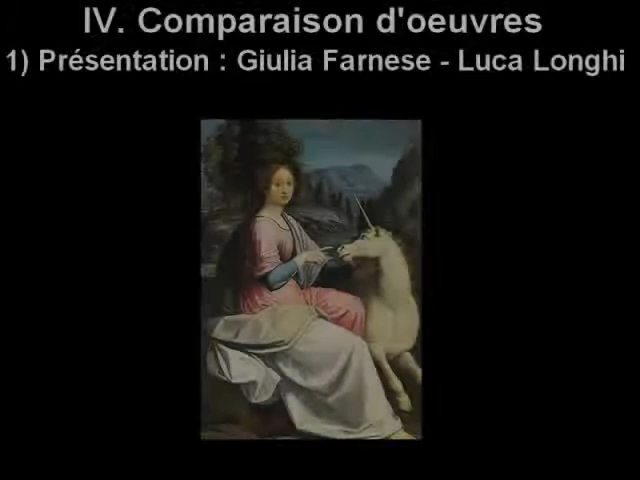 IV. Comparaison d'oeuvres
1) Présentation : Giulia Farnese - Luca Longhi